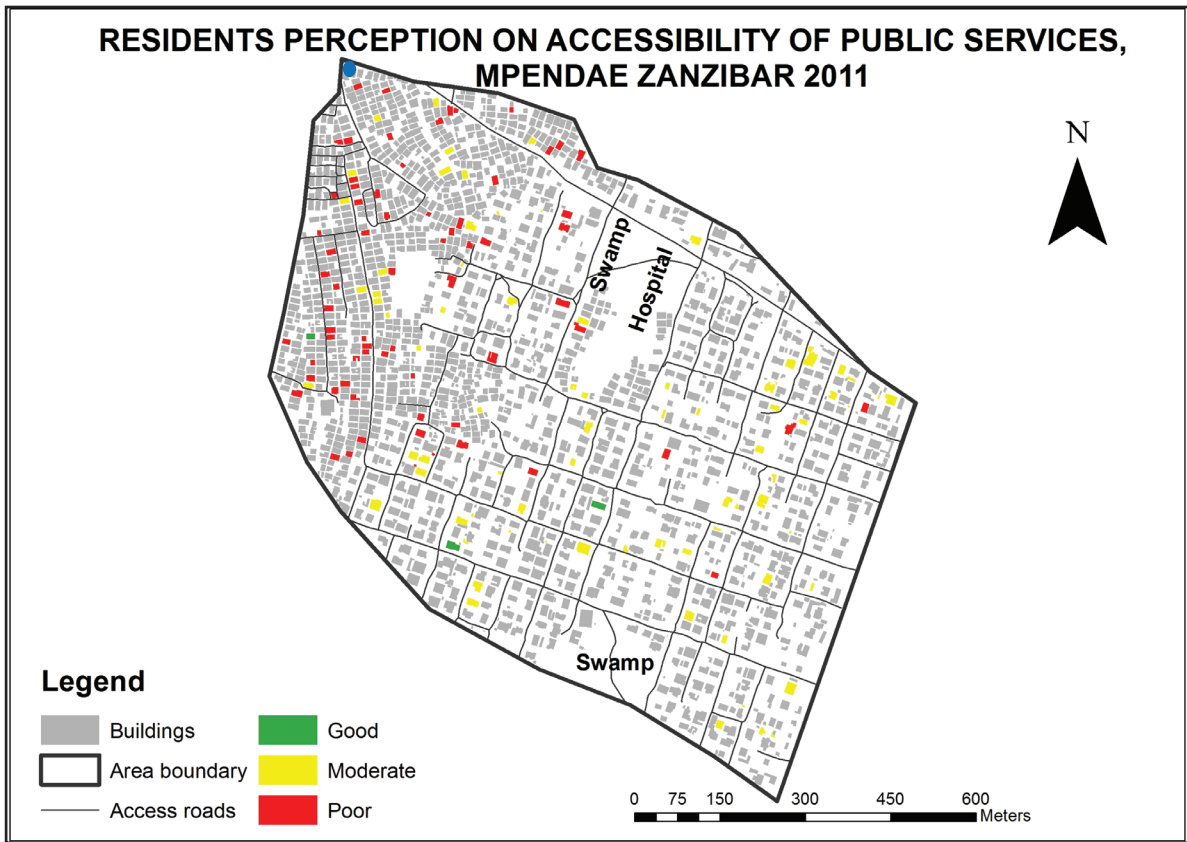 RESIDENTS PERCEPTION ON ACCESSIBILITY OF PUBLIC SERVICES,
MPENDAE ZANZIBAR 2011
N
Swamp
Hospital
Swamp
Legend
Buildings
Good
Area boundary
Moderate
Access roads
Poor
0 75 150 300 450 600
Meters